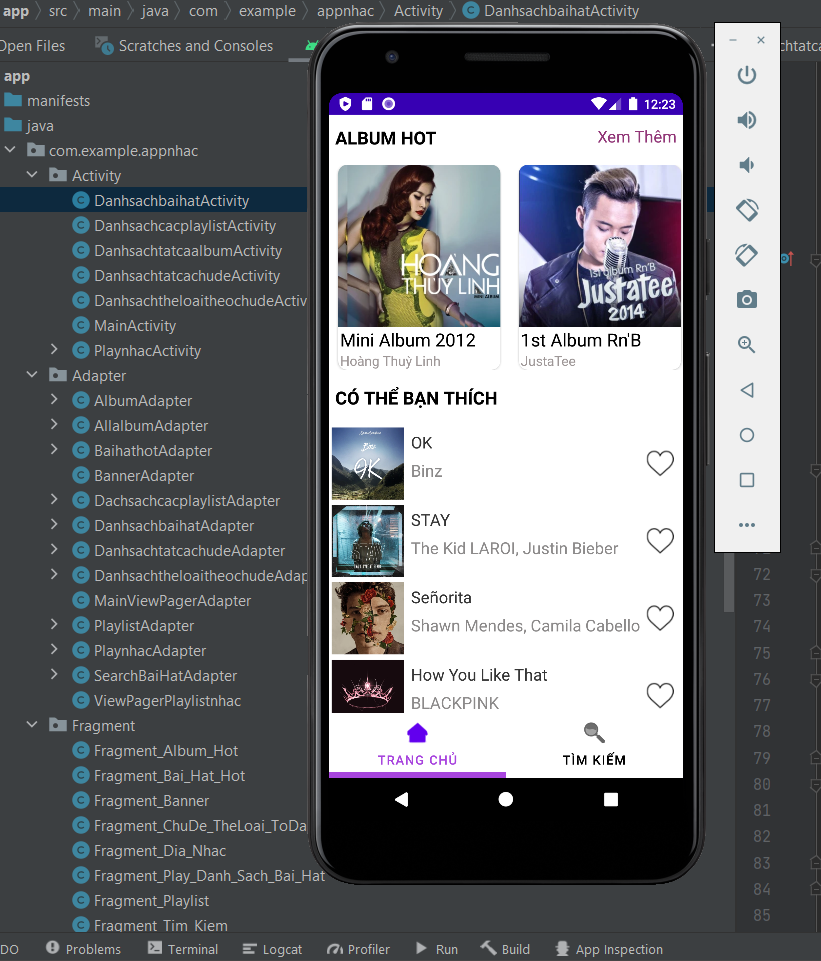 app > src > main > java > com > example > appnhac > Activity > DanhsachbaihatActivity
Open Files
Scratches and Consoles
app
manifests
java
com.example.appnhac
Activity
DanhsachbaihatActivity
DanhsachcacplaylistActivity
DanhsachtatcaalbumActivity
DanhsachtatcachudeActivity
DanhsachtheloaitheochudeActiv
MainActivity
PlaynhacActivity
Adapter
AlbumAdapter
AllalbumAdapter
BaihathotAdapter
BannerAdapter
DachsachcacplaylistAdapter
DanhsachbaihatAdapter
DanhsachtatcachudeAdapter
DanhsachtheloaitheochudeAdap
MainViewPagerAdapter
PlaylistAdapter
PlaynhacAdapter
SearchBaiHatAdapter
ViewPagerPlaylistnhac
Fragment
Fragment_Album_Hot
Fragment_Bai_Hat_Hot
Fragment_Banner
Fragment_ChuDe_TheLoai_ToDa
Fragment_Dia_Nhac
Fragment_Play_Danh_Sach_Bai_Hat
Fragment_Playlist
Fragment_Tim_Kiem
12:23
ALBUM HOT
Xem Thêm
HOÀNG
THUỲ LINH
MINI ALBUM
1st Album Rn'B
JustaTee
2014
Mini Album 2012
Hoàng Thuỳ Linh
1st Album Rn'B
JustaTee
CÓ THỂ BẠN THÍCH
Binz
OK
OK
Binz
STAY
The Kid LAROI, Justin Bieber
Señorita
Shawn Mendes, Camila Cabello
How You Like That
BLACKPINK
TRANG CHỦ
TÌM KIẾM
chtatca
72
73
74
75
76
77
78
79
80
81
82
83
84
85
DO
Problems
Terminal
Logcat
Profiler
Run
Build
App Inspection